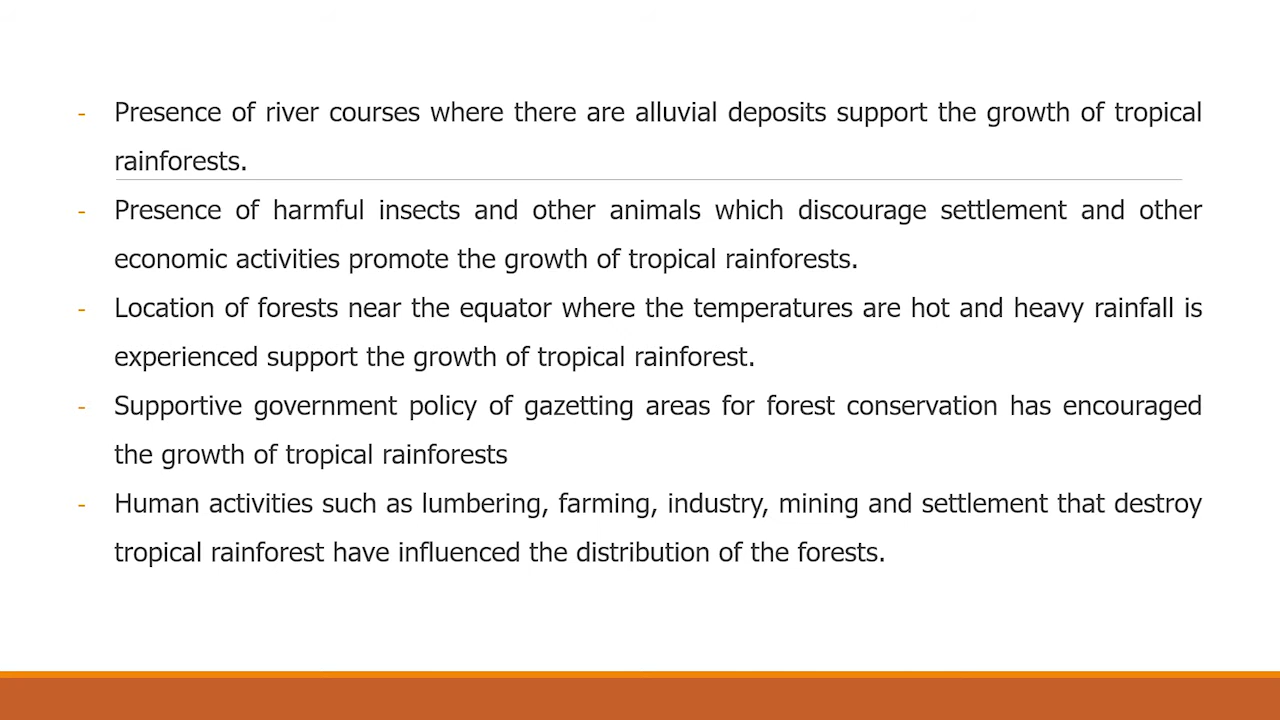 - Presence of river courses where there are alluvial deposits support the growth of tropical
rainforests.
- Presence of harmful insects and other animals which discourage settlement and other
economic activities promote the growth of tropical rainforests.
- Location of forests near the equator where the temperatures are hot and heavy rainfall is
experienced support the growth of tropical rainforest.
- Supportive government policy of gazetting areas for forest conservation has encouraged
the growth of tropical rainforests
- Human activities such as lumbering, farming, industry, mining and settlement that destroy
tropical rainforest have influenced the distribution of the forests.